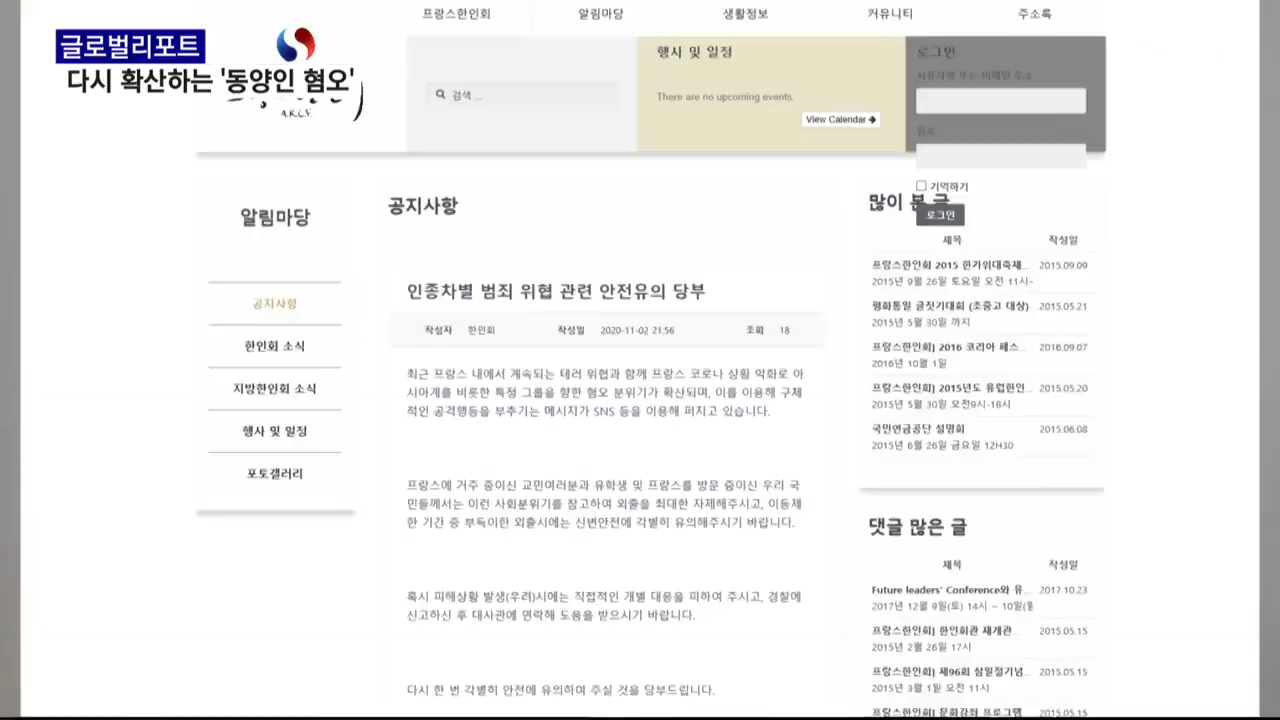 프랑스한인회 알림마당 생활정보 커뮤니티 주소록
글로벌리포트
다시 확산하는 '동양인 혐오'
A.R.C.F.
검색 ...
행사 및 일정
There are no upcoming events.
View Calendar
로그인
사용자명 또는 이메일 주소
암호
기억하기
로그인
알림마당
공지사항
한인회 소식
지방한인회 소식
행사 및 일정
포토갤러리
공지사항
인종차별 범죄 위협 관련 안전유의 당부
작성자 한인회 작성일 2020-11-02 21:56 조회 18
최근 프랑스 내에서 계속되는 테러 위협과 함께 프랑스 코로나 상황 악화로 아
시아계를 비롯한 특정 그룹을 향한 혐오 분위기가 확산되며, 이를 이용해 구체
적인 공격행등을 부추기는 메시지가 SNS 등을 이용해 퍼지고 있습니다.
프랑스에 거주 중이신 교민여러분과 유학생 및 프랑스를 방문 중이신 우리 국
민들께서는 이런 사회분위기를 참고하여 외출을 최대한 자제해주시고, 이동제
한 기간 중 부득이한 외출시에는 신변안전에 각별히 유의해주시기 바랍니다.
혹시 피해상황 발생(우려)시에는 직접적인 개별 대응을 피하여 주시고, 경찰에
신고하신 후 대사관에 연락해 도움을 받으시기 바랍니다.
다시 한 번 각별히 안전에 유의하여 주실 것을 당부드립니다.
많이 본 글
제목 작성일
프랑스한인회 2015 한가위대축제... 2015.09.09
2015년 9월 26일 토요일 오전 11시~
평화통일 글짓기대회 (초중고 대상) 2015.05.21
2015년 5월 30일 까지
프랑스한인회] 2016 코리아 페스... 2016.09.07
2016년 10월 1일
프랑스한인회] 2015년도 유럽한인... 2015.05.20
2015년 5월 30일 오전9시-18시
국민연금공단 설명회 2015.06.08
2015년 6월 26일 금요일 12H30
댓글 많은 글
제목 작성일
Future leaders' Conference와 유... 2017.10.23
2017년 12월 9일(토) 14시 ~ 10일(일
프랑스한인회] 한인회관 재개관... 2015.05.15
2015년 2월 26일 17시
프랑스한인회] 제96회 삼일절기념... 2015.05.15
2015년 3월 1일 오전 11시
프랑스한인회] 문화강좌 프로그램 2015.05.15